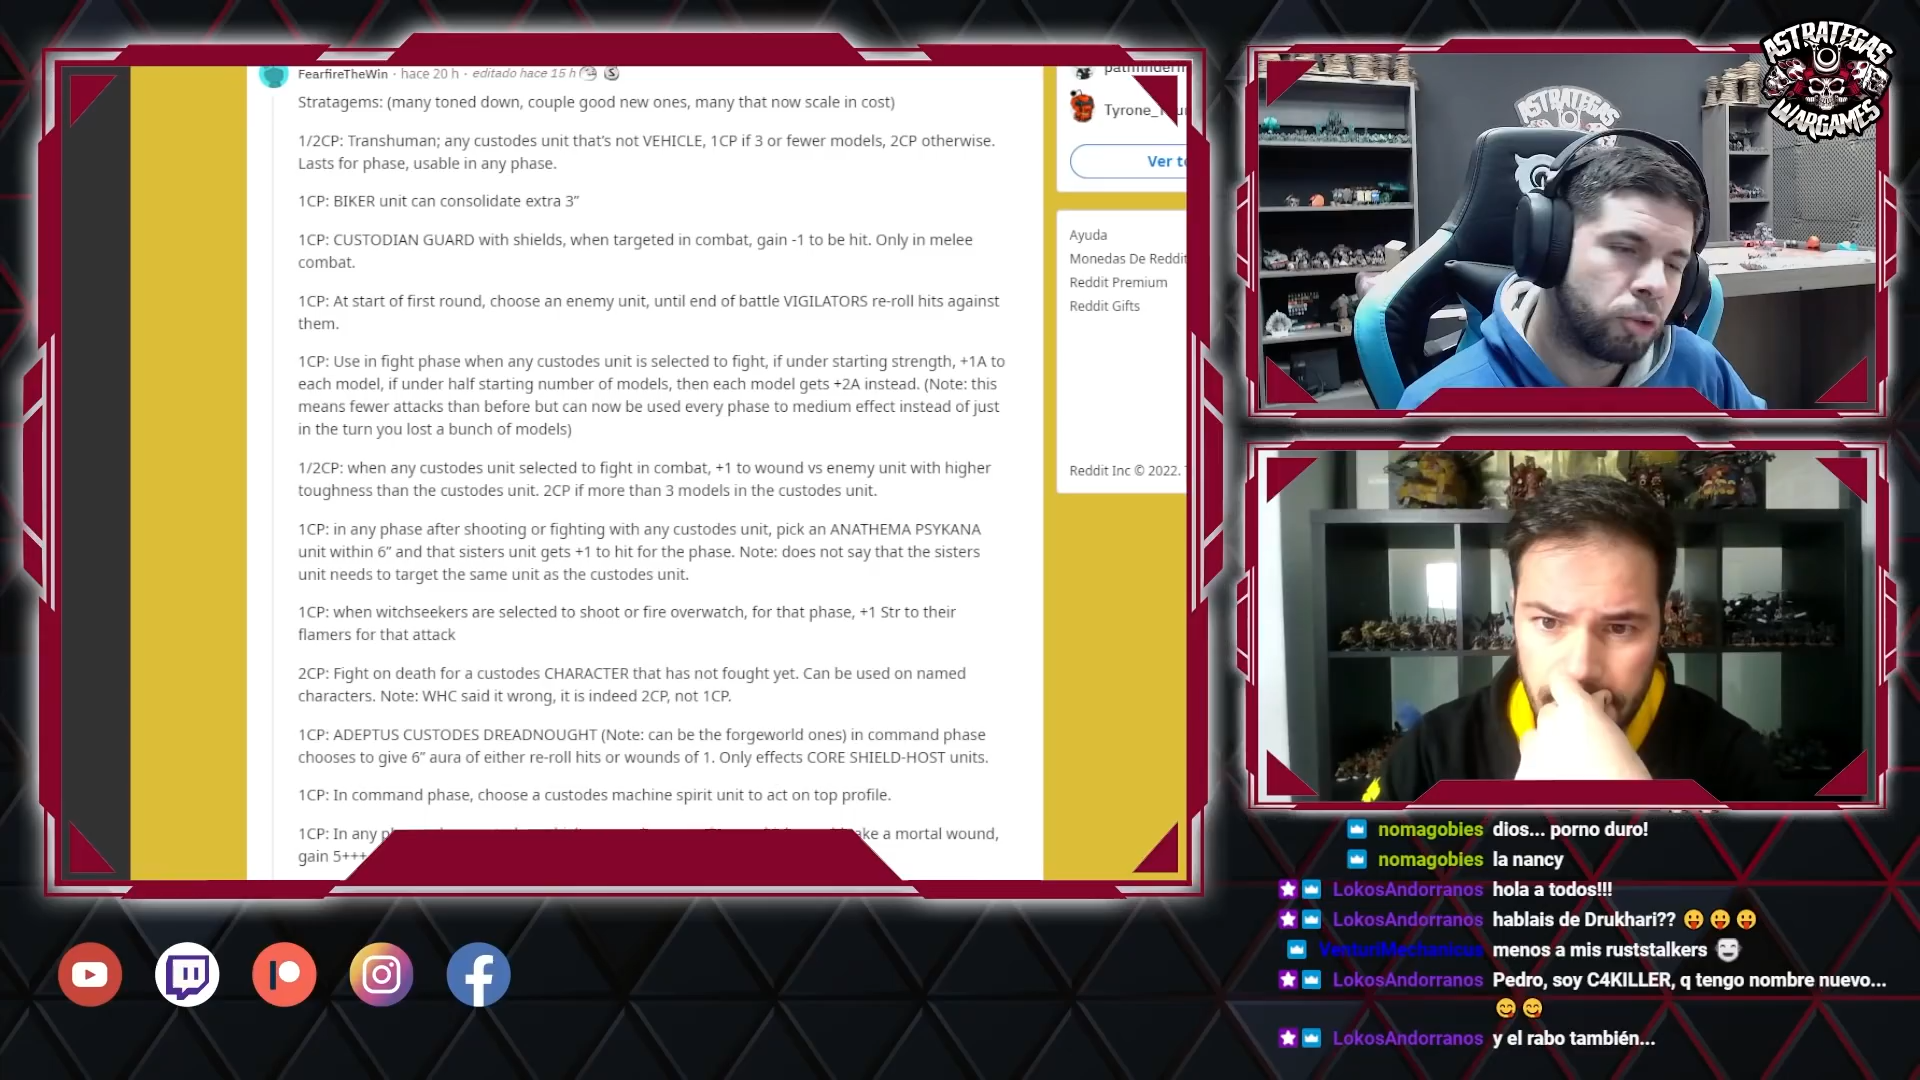 FearfireTheWin · hace 20 h · editado hace 15 h
Stratagems: (many toned down, couple good new ones, many that now scale in cost)
1/2CP: Transhuman; any custodes unit that's not VEHICLE, 1CP if 3 or fewer models, 2CP otherwise.
Lasts for phase, usable in any phase.
1CP: BIKER unit can consolidate extra 3”
1CP: CUSTODIAN GUARD with shields, when targeted in combat, gain -1 to be hit. Only in melee
combat.
1CP: At start of first round, choose an enemy unit, until end of battle VIGILATORS re-roll hits against
them.
1CP: Use in fight phase when any custodes unit is selected to fight, if under starting strength, +1A to
each model, if under half starting number of models, then each model gets +2A instead. (Note: this
means fewer attacks than before but can now be used every phase to medium effect instead of just
in the turn you lost a bunch of models)
1/2CP: when any custodes unit selected to fight in combat, +1 to wound vs enemy unit with higher
toughness than the custodes unit. 2CP if more than 3 models in the custodes unit.
1CP: in any phase after shooting or fighting with any custodes unit, pick an ANATHEMA PSYKANA
unit within 6” and that sisters unit gets +1 to hit for the phase. Note: does not say that the sisters
unit needs to target the same unit as the custodes unit.
1CP: when witchseekers are selected to shoot or fire overwatch, for that phase, +1 Str to their
flamers for that attack
2CP: Fight on death for a custodes CHARACTER that has not fought yet. Can be used on named
characters. Note: WHC said it wrong, it is indeed 2CP, not 1CP.
1CP: ADEPTUS CUSTODES DREADNOUGHT (Note: can be the forgeworld ones) in command phase
chooses to give 6” aura of either re-roll hits or wounds of 1. Only effects CORE SHIELD-HOST units.
1CP: In command phase, choose a custodes machine spirit unit to act on top profile.
1CP: In any a mortal wound,
gain 5+++
Ver
Ayuda
Monedas De Reddit
Reddit Premium
Reddit Gifts
Reddit Inc © 2022.
ASTRATEGAS
WARGAMES
ASTRATEGAS
nomagobies dios... porno duro!
nomagobies la nancy
LokosAndorranos hola a todos!!!
LokosAndorranos hablais de Drukhari??
VenturiMechanicus menos a mis ruststalkers
LokosAndorranos Pedro, soy C4KILLER, q tengo nombre nuevo...
LokosAndorranos y el rabo también...